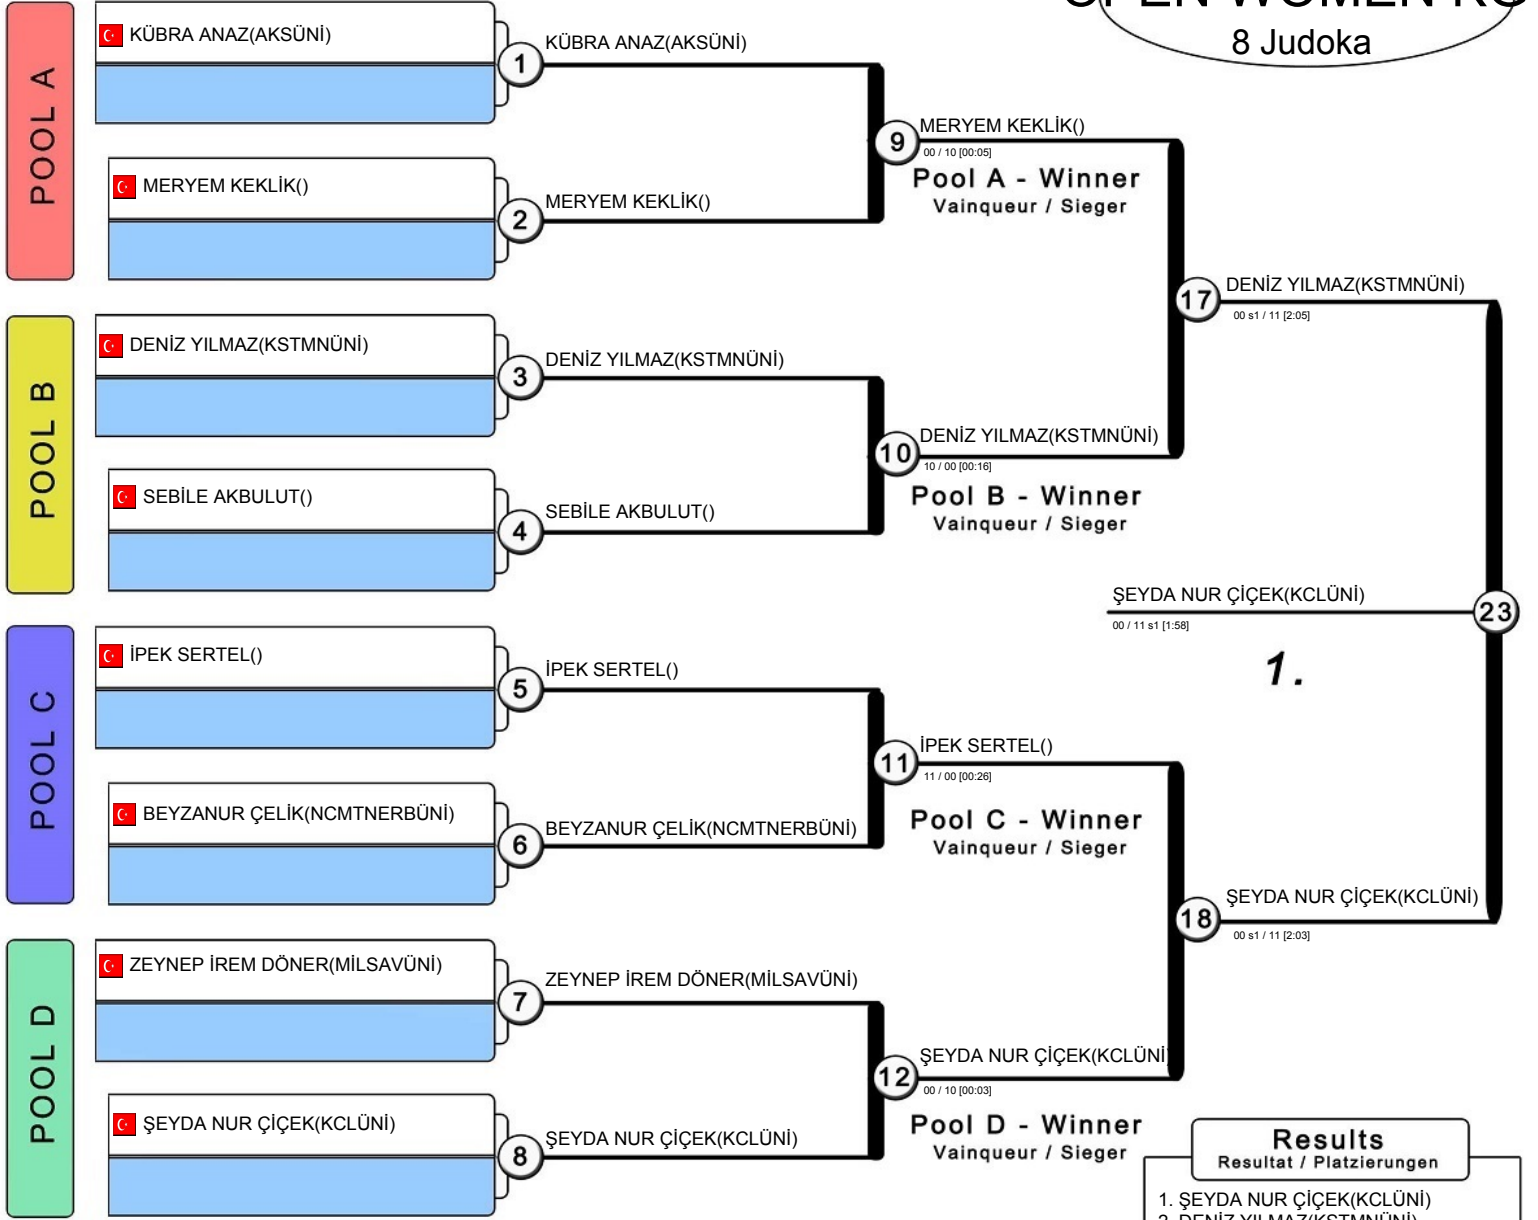 OPEN WOMEN
8 Judoka
POOL A
KÜBRA ANAZ(AKSÜNİ)
MERYEM KEKLİK()
1
KÜBRA ANAZ(AKSÜNİ)
2
MERYEM KEKLİK()
9
MERYEM KEKLİK()
00 / 10 [00:05]
Pool A - Winner
Vainqueur / Sieger
POOL B
DENİZ YILMAZ(KSTMNÜNİ)
SEBİLE AKBULUT()
3
DENİZ YILMAZ(KSTMNÜNİ)
4
SEBİLE AKBULUT()
10
DENİZ YILMAZ(KSTMNÜNİ)
10 / 00 [00:16]
Pool B - Winner
Vainqueur / Sieger
17
DENİZ YILMAZ(KSTMNÜNİ)
00 s1 / 11 [2:05]
ŞEYDA NUR ÇİÇEK(KCLÜNİ)
23
00 / 11 s1 [1:58]
1.
POOL C
İPEK SERTEL()
BEYZANUR ÇELİK(NCMTNERBÜNİ)
5
İPEK SERTEL()
6
BEYZANUR ÇELİK(NCMTNERBÜNİ)
11
İPEK SERTEL()
11 / 00 [00:26]
Pool C - Winner
Vainqueur / Sieger
18
ŞEYDA NUR ÇİÇEK(KCLÜNİ)
00 s1 / 11 [2:03]
POOL D
ZEYNEP İREM DÖNER(MİLSAVÜNİ)
ŞEYDA NUR ÇİÇEK(KCLÜNİ)
7
ZEYNEP İREM DÖNER(MİLSAVÜNİ)
8
ŞEYDA NUR ÇİÇEK(KCLÜNİ)
12
ŞEYDA NUR ÇİÇEK(KCLÜNİ
00 / 10 [00:03]
Pool D - Winner
Vainqueur / Sieger
Results
Resultat / Platzierungen
1. ŞEYDA NUR ÇİÇEK(KCLÜNİ)
2. DENİZ YILMAZ(KSTMNÜNİ)